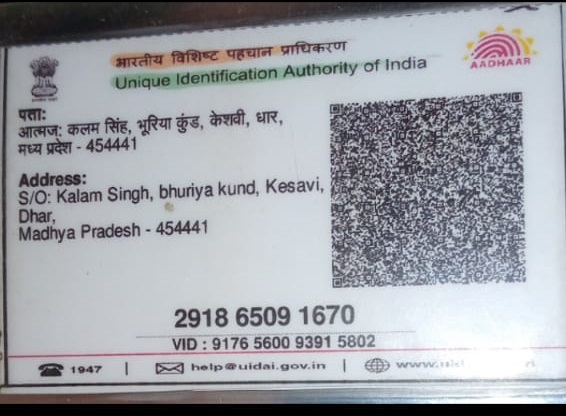 भारतीय विशिष्ट पहचान प्राधिकरण
Unique Identification Authority of India
AADHAAR
पता:
आत्मज: कलम सिंह, भूरिया कुंड, केशवी, धार,
मध्य प्रदेश - 454441
Address:
S/O: Kalam Singh, bhuriya kund, Kesavi,
Dhar,
Madhya Pradesh - 454441
2918 6509 1670
VID : 9176 5600 9391 5802
1947 | help@uidai.gov.in |